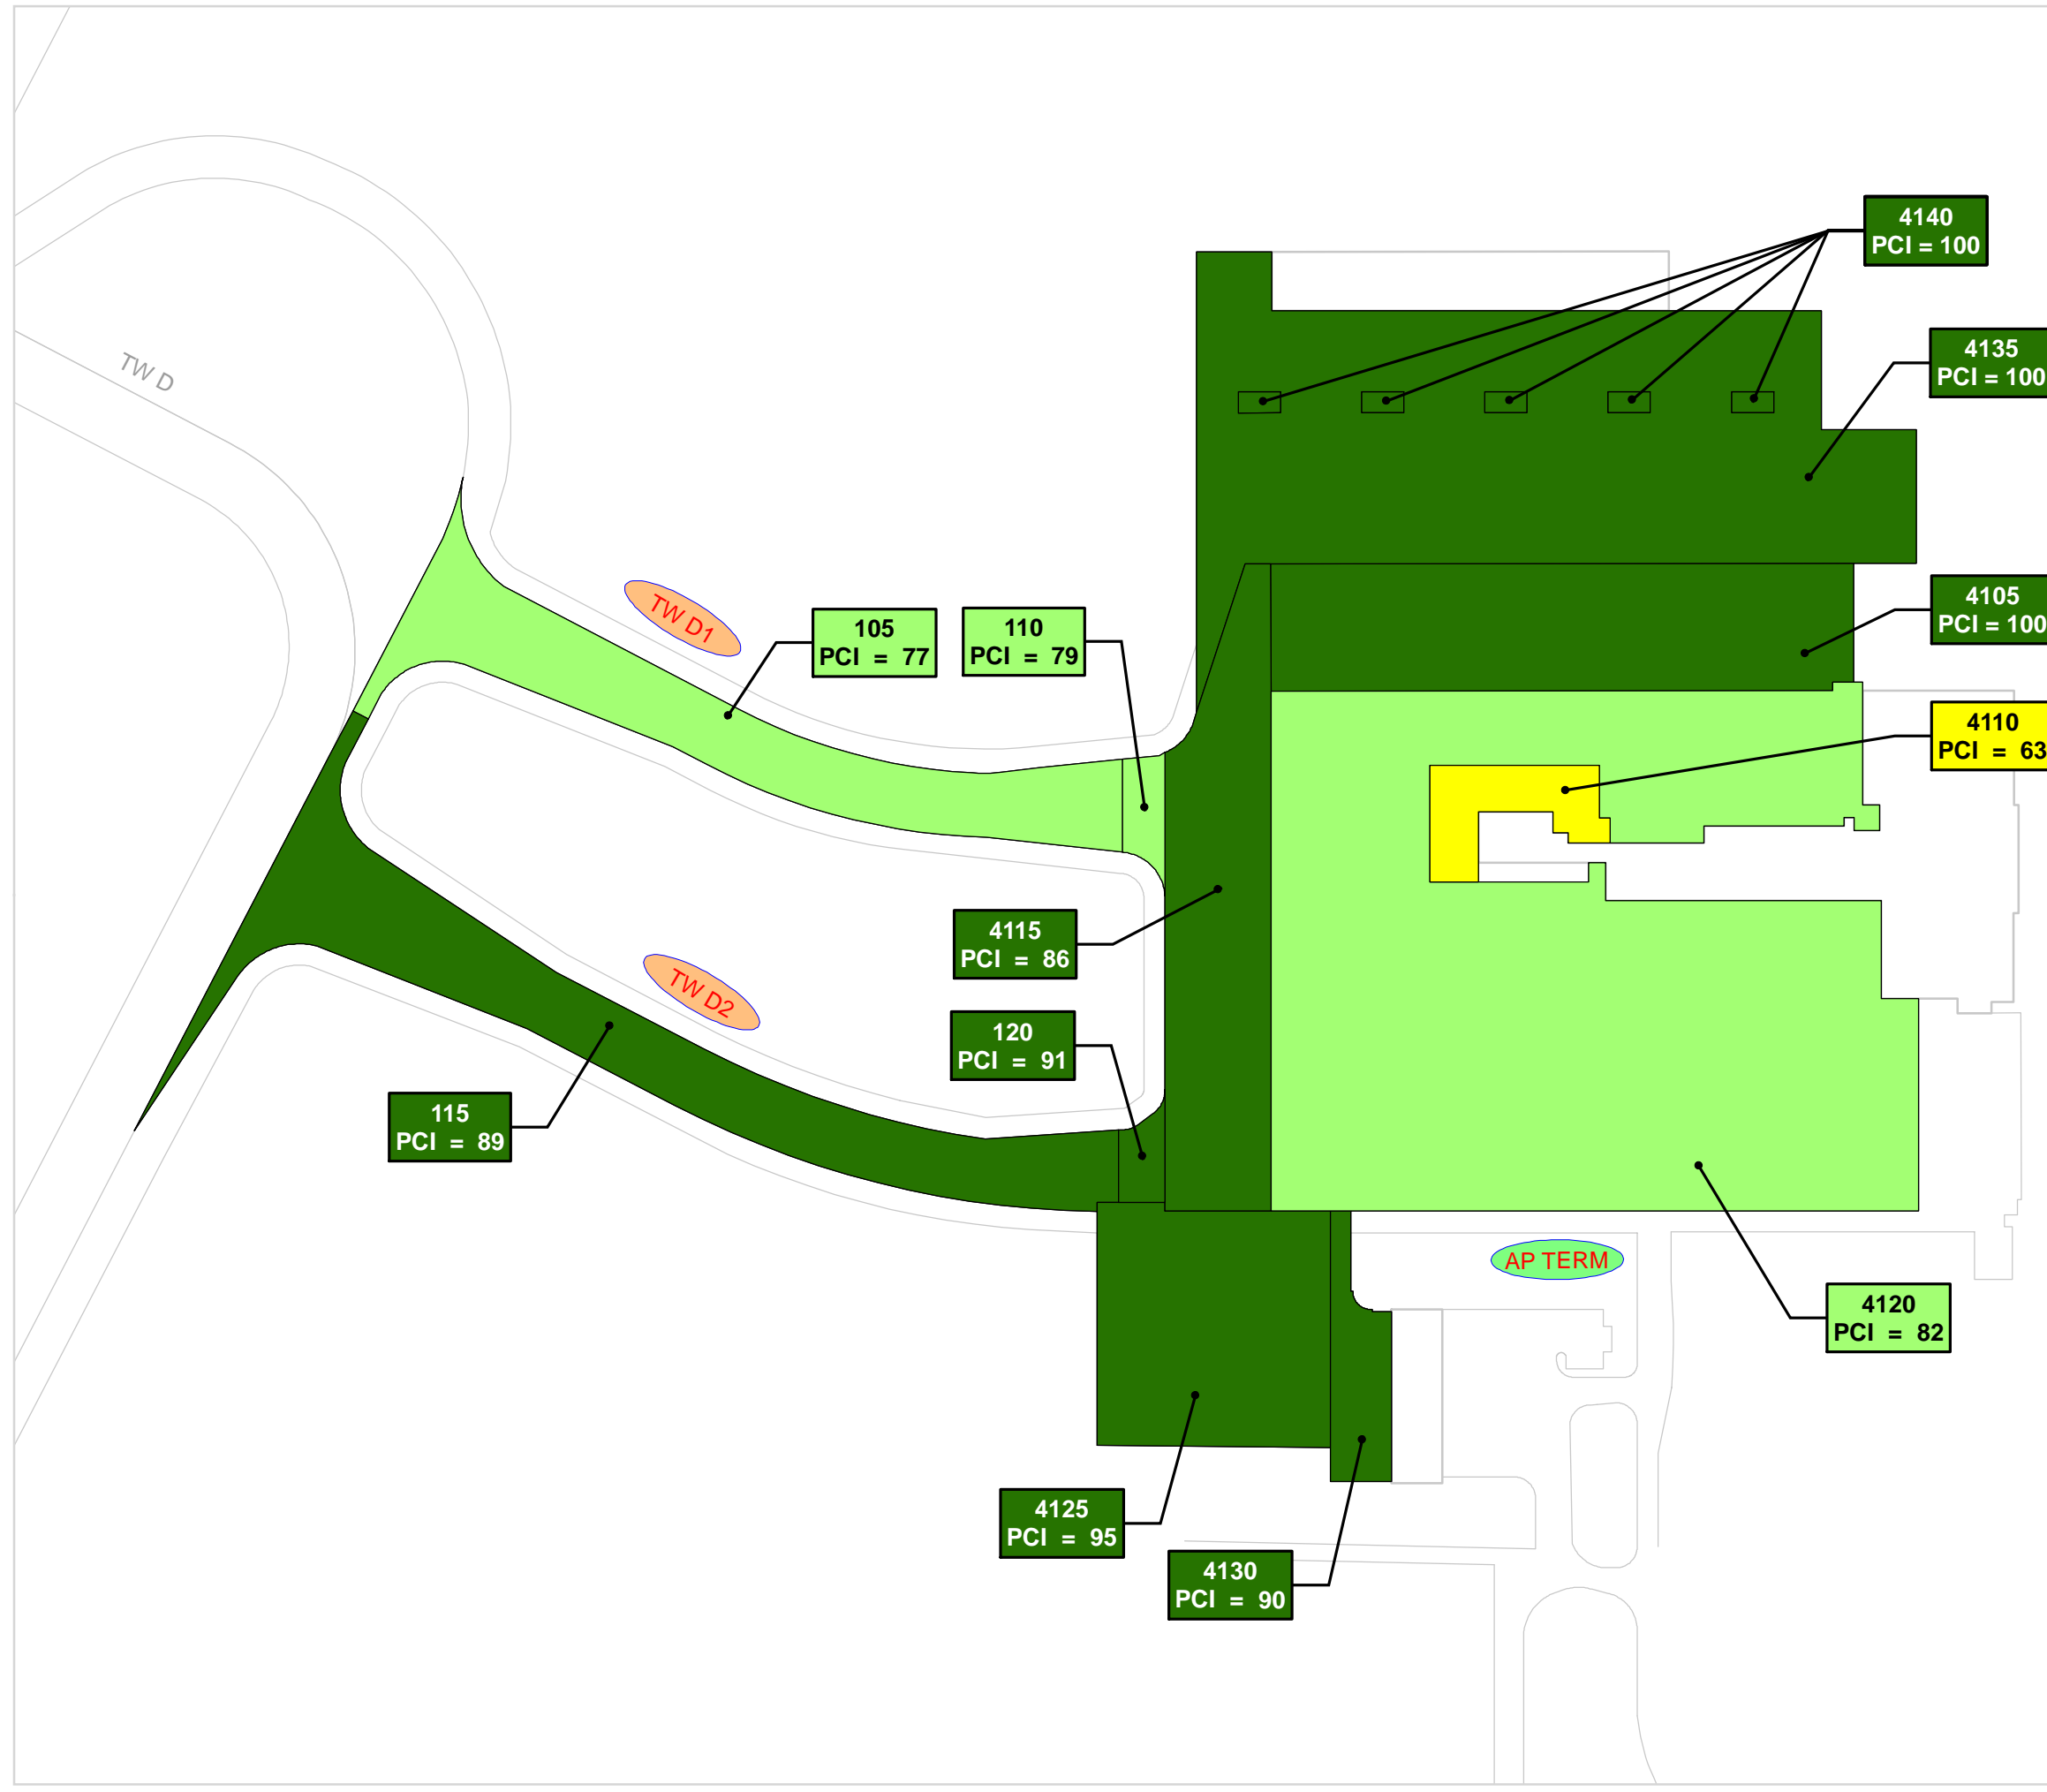 4140
PCI = 100
4135
PCI = 100
TW D
4105
PCI = 100
TW D1
105
PCI = 77
110
PCI = 79
4110
PCI = 63
4115
PCI = 86
TW D2
120
PCI = 91
115
PCI = 89
AP TERM
4120
PCI = 82
4125
PCI = 95
4130
PCI = 90